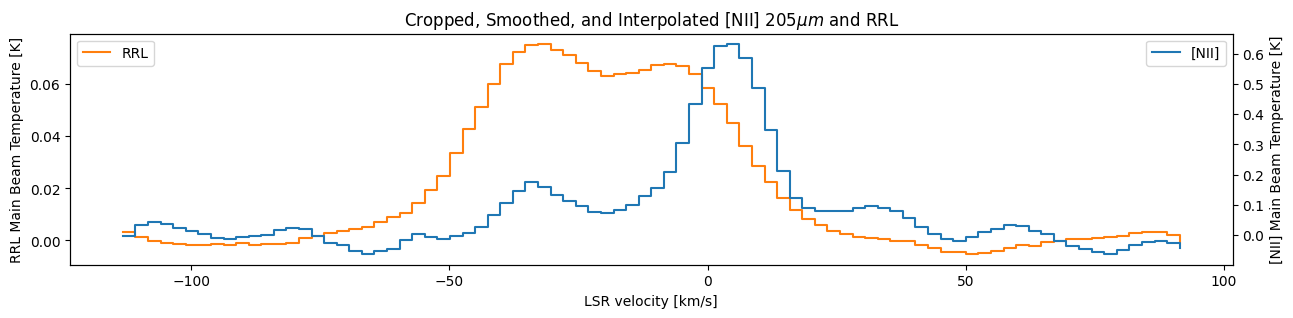 Cropped, Smoothed, and Interpolated [NII] 205μm and RRL
RRL Main Beam Temperature [K]
0.06
0.04
0.02
0.00
RRL
[NII]
0.6
0.5
0.4
0.3
0.2
0.1
0.0
[NII] Main Beam Temperature [K]
−100
−50
0
50
100
LSR velocity [km/s]